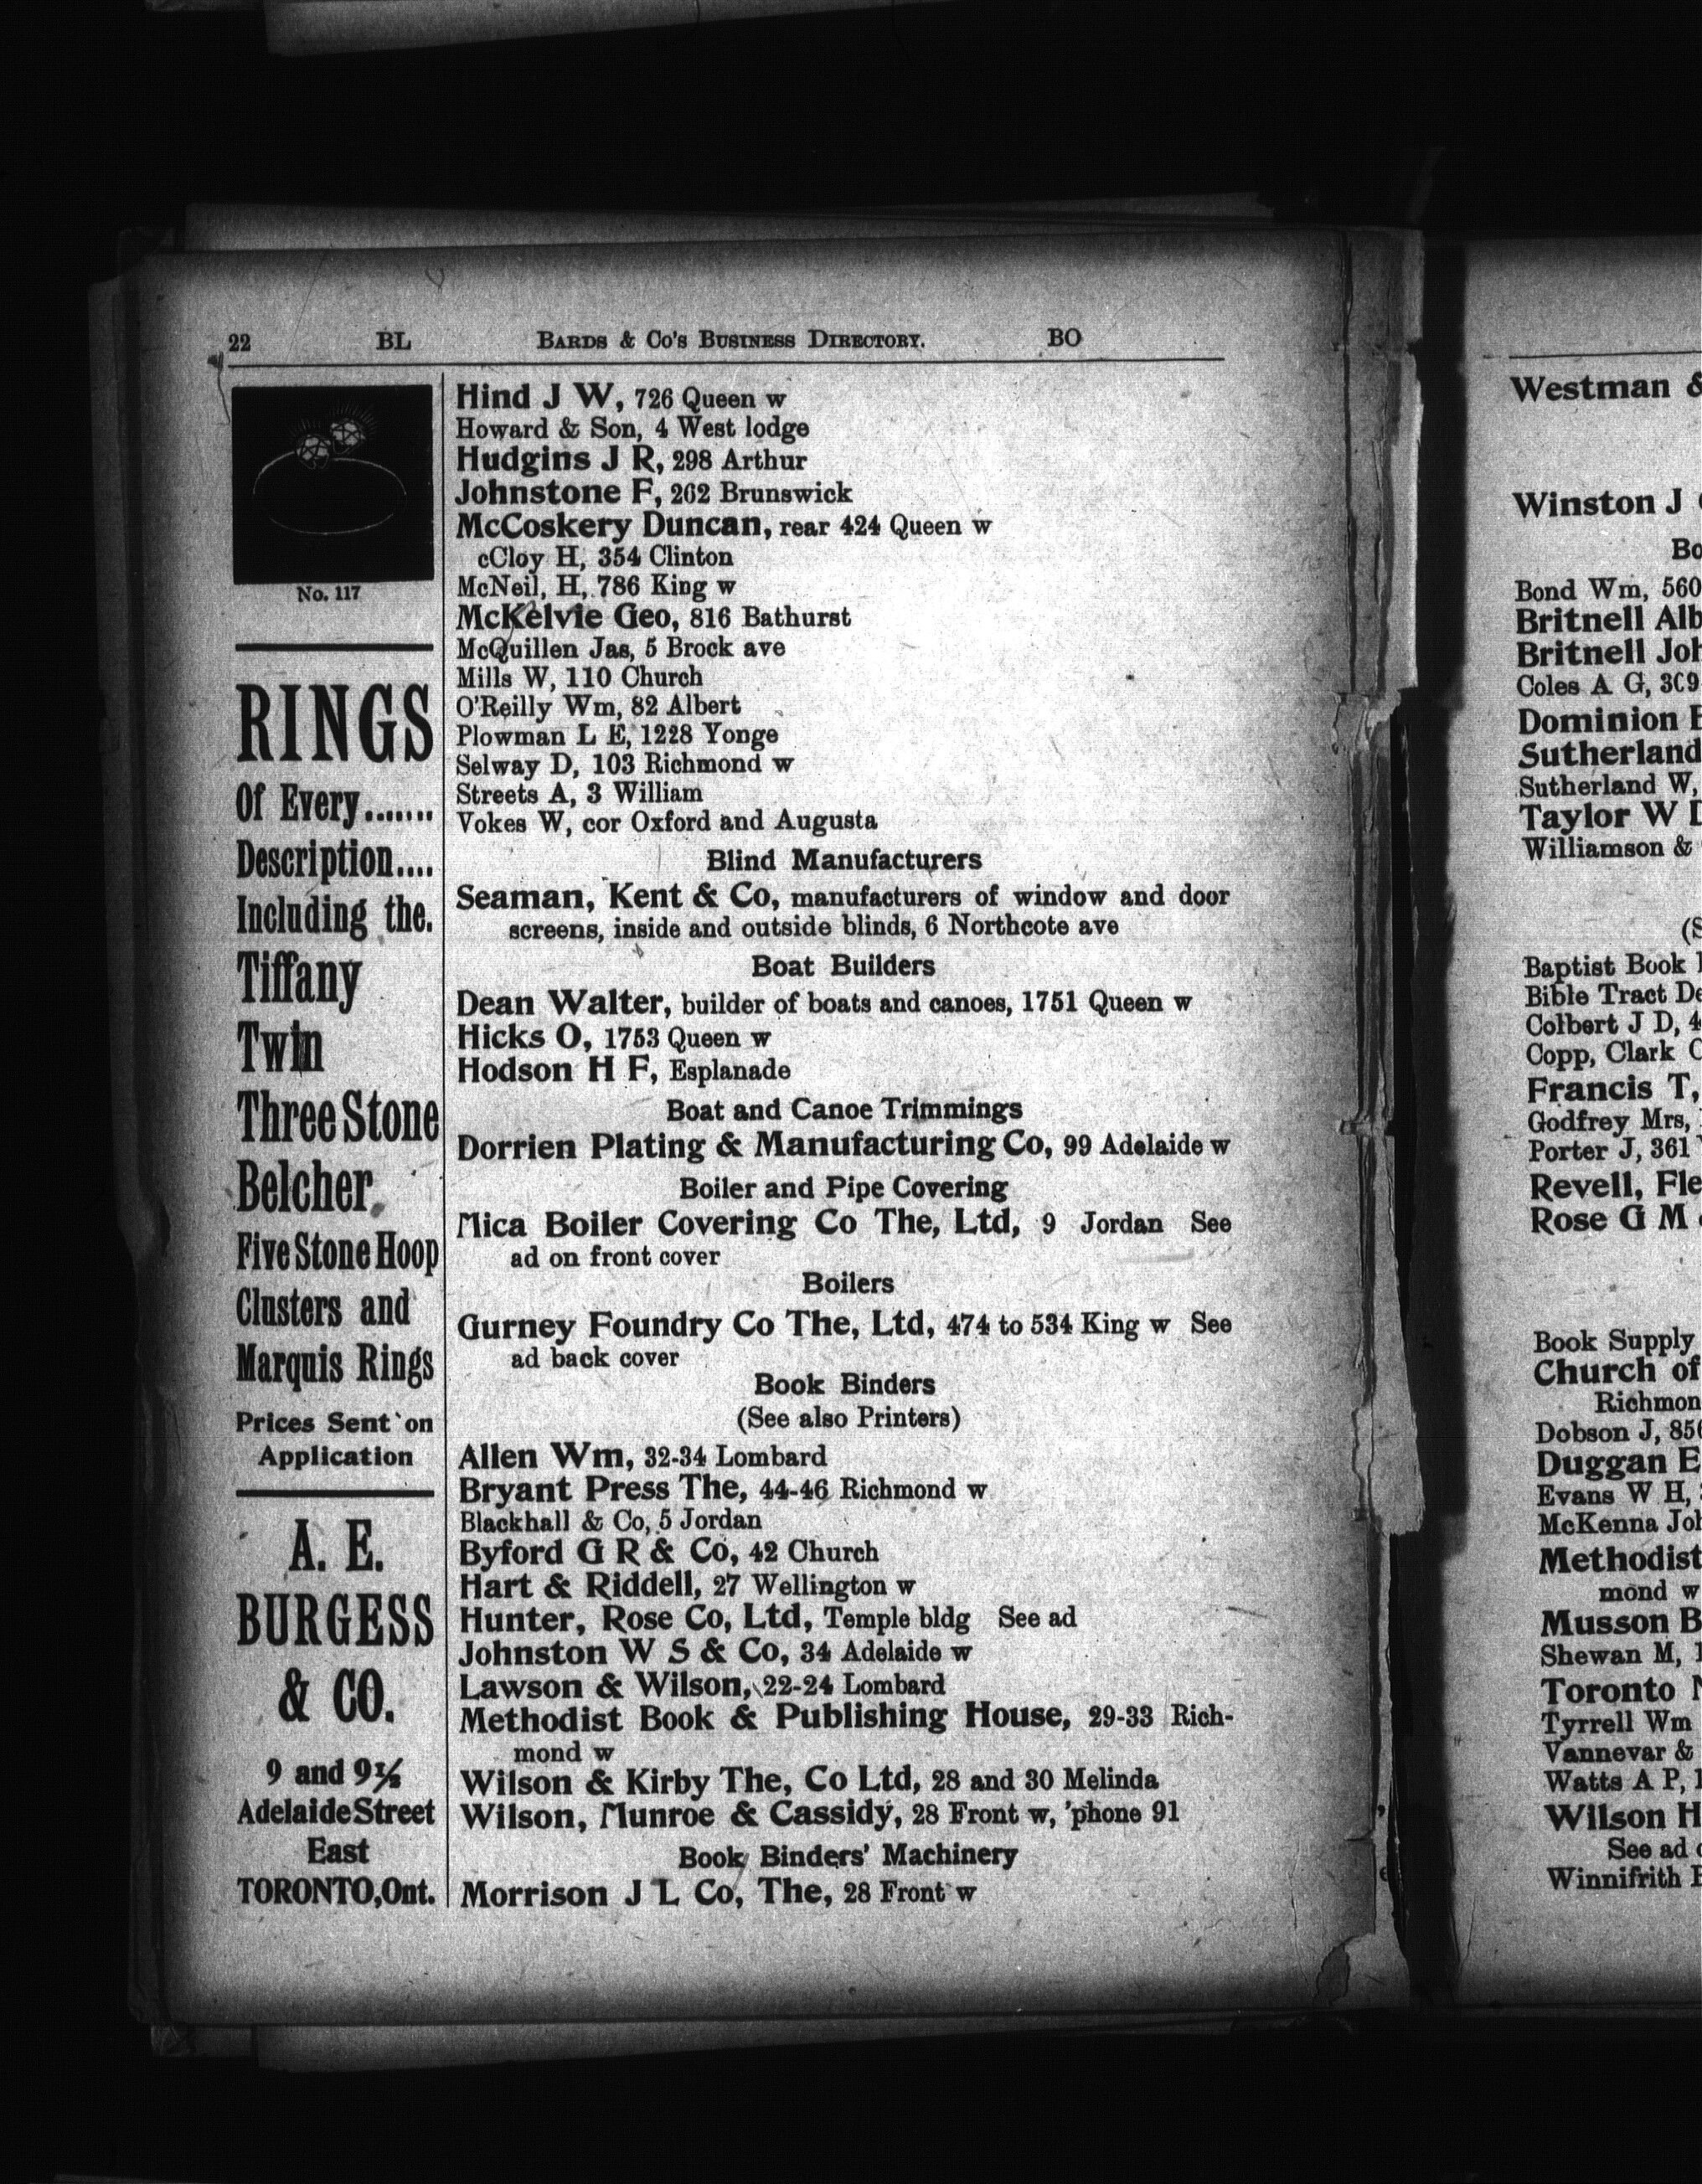 22 BL BARDS & CO'S BUSINESS DIRECTORY. BO
No. 117
RINGS
Of Every.......
Description....
Including the.
Tiffany
Twin
Three Stone
Belcher
Five Stone Hoop
Clusters and
Marquis Rings
Prices Sent on
Application
A. E.
BURGESS
& CO.
9 and 9½
Adelaide Street
East
TORONTO, Ont.
Hind J W, 726 Queen w
Howard & Son, 4 West lodge
Hudgins J R, 298 Arthur
Johnstone F, 262 Brunswick
McCoskery Duncan, rear 424 Queen w
cCloy H, 354 Clinton
McNeil, H, 786 King w
McKelvie Geo, 816 Bathurst
McQuillen Jas, 5 Brock ave
Mills W, 110 Church
O'Reilly Wm, 82 Albert
Plowman L E, 1228 Yonge
Selway D, 103 Richmond w
Streets A, 3 William
Vokes W, cor Oxford and Augusta
Blind Manufacturers
Seaman, Kent & Co, manufacturers of window and door
screens, inside and outside blinds, 6 Northcote ave
Boat Builders
Dean Walter, builder of boats and canoes, 1751 Queen w
Hicks O, 1753 Queen w
Hodson H F, Esplanade
Boat and Canoe Trimmings
Dorrien Plating & Manufacturing Co, 99 Adelaide w
Boiler and Pipe Covering
Mica Boiler Covering Co The, Ltd, 9 Jordan See
ad on front cover
Boilers
Gurney Foundry Co The, Ltd, 474 to 534 King w See
ad back cover
Book Binders
(See also Printers)
Allen Wm, 32-34 Lombard
Bryant Press The, 44-46 Richmond w
Blackhall & Co, 5 Jordan
Byford G R & Co, 42 Church
Hart & Riddell, 27 Wellington w
Hunter, Rose Co, Ltd, Temple bldg See ad
Johnston W S & Co, 34 Adelaide w
Lawson & Wilson, 22-24 Lombard
Methodist Book & Publishing House, 29-33 Rich-
mond w
Wilson & Kirby The, Co Ltd, 28 and 30 Melinda
Wilson, Munroe & Cassidy, 28 Front w, 'phone 91
Book Binders' Machinery
Morrison J L Co, The, 28 Front w
Westman &
Winston J
Bond Wm, 560
Britnell
Britnell
Coles A G,
Dominion
Sutherland
Sutherland W,
Taylor W
Williamson &
Baptist Book
Bible Tract
Colbert J D,
Copp, Clark
Francis T,
Godfrey Mrs,
Porter J, 361
Revell,
Rose G M
Book Supply
Church of
Dobson J,
Duggan
Evans W H,
McKenna
Methodist
mond w
Musson
Shewan M,
Toronto
Tyrrell Wm
Vannevar &
Watts A P,
Wilson
See ad
Winnifrith